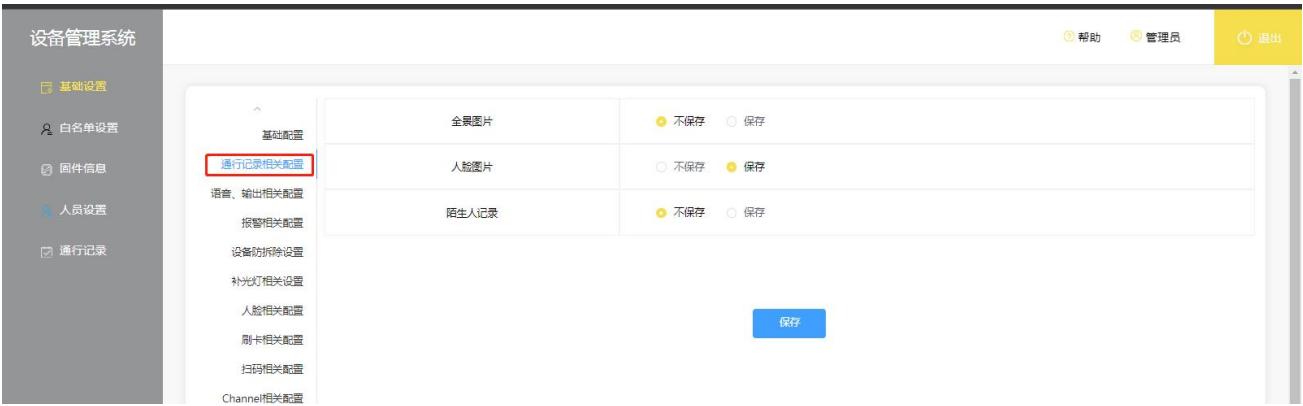 设备管理系统
帮助 管理员 退出
基础设置
白名单设置
固件信息
人员设置
通行记录
基础配置
通行记录相关配置
语音、输出相关配置
报警相关配置
设备防拆除设置
补光灯相关设置
人脸相关配置
刷卡相关配置
扫码相关配置
Channel相关配置
全景图片 不保存 保存
人脸图片 不保存 保存
陌生人记录 不保存 保存
保存